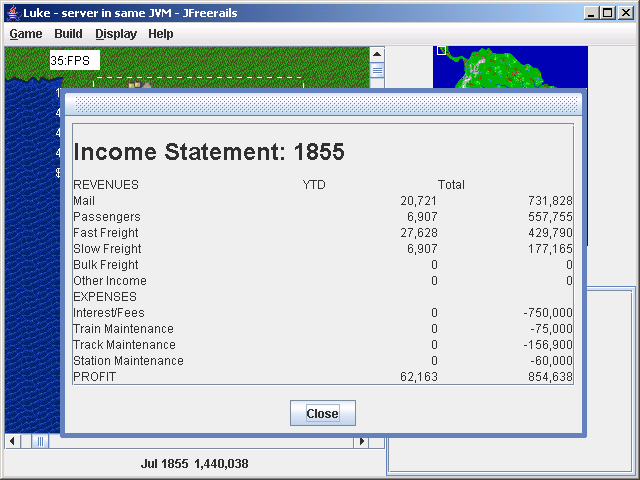 Luke - server in same JVM - JFreerails
Game Build Display Help
35:FPS
Income Statement: 1855
REVENUES YTD Total
Mail 20,721 731,828
Passengers 6,907 557,755
Fast Freight 27,628 429,790
Slow Freight 6,907 177,165
Bulk Freight 0 0
Other Income 0 0
EXPENSES
Interest/Fees 0 -750,000
Train Maintenance 0 -75,000
Track Maintenance 0 -156,900
Station Maintenance 0 -60,000
PROFIT 62,163 854,638
Close
Jul 1855 1,440,038